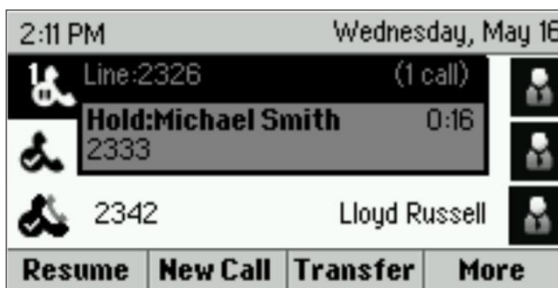 2:11 PM Wednesday, May 16
1 Line:2326 (1 call)
Hold:Michael Smith 0:16
2333
2342 Lloyd Russell
Resume New Call Transfer More